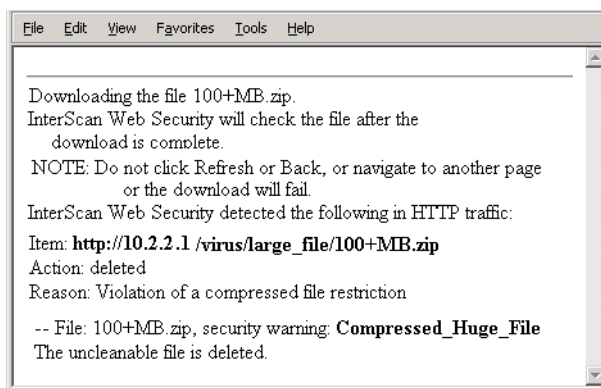 File Edit View Favorites Tools Help
Downloading the file 100+MB.zip.
InterScan Web Security will check the file after the
download is complete.
NOTE: Do not click Refresh or Back, or navigate to another page
or the download will fail.
InterScan Web Security detected the following in HTTP traffic:
Item: http://10.2.2.1 /virus/large_file/100+MB.zip
Action: deleted
Reason: Violation of a compressed file restriction
-- File: 100+MB.zip, security warning: Compressed_Huge_File
The uncleanable file is deleted.